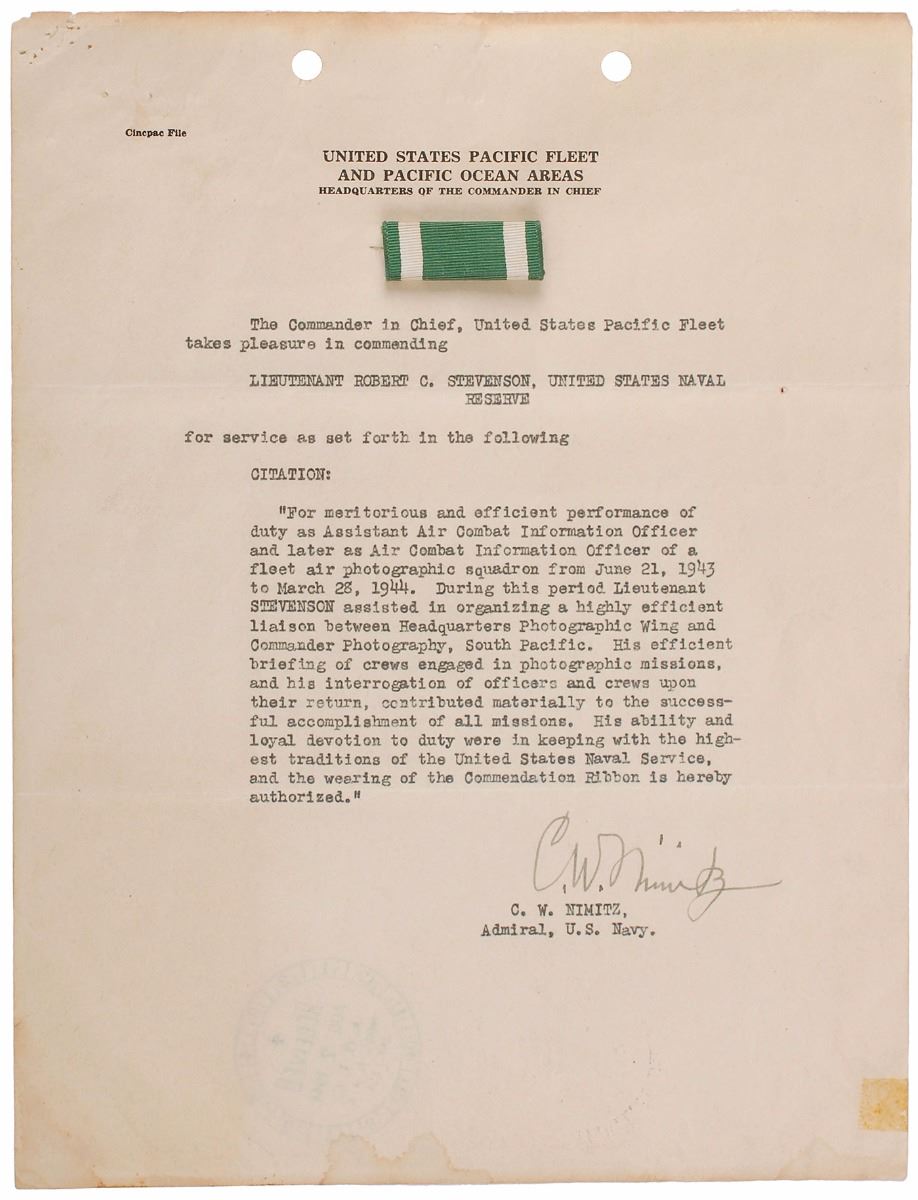 Cincpac File
UNITED STATES PACIFIC FLEET
AND PACIFIC OCEAN AREAS
HEADQUARTERS OF THE COMMANDER IN CHIEF
The Commander in Chief, United States Pacific Fleet
takes pleasure in commending
LIEUTENANT ROBERT C. STEVENSON, UNITED STATES NAVAL
RESERVE
for service as set forth in the following
CITATION:
"For meritorious and efficient performance of
duty as Assistant Air Combat Information Officer
and later as Air Combat Information Officer of a
fleet air photographic squadron from June 21, 1943
to March 28, 1944. During this period Lieutenant
STEVENSON assisted in organizing a highly efficient
liaison between Headquarters Photographic Wing and
Commander Photography, South Pacific. His efficient
briefing of crews engaged in photographic missions,
and his interrogation of officers and crews upon
their return, contributed materially to the success-
ful accomplishment of all missions. His ability and
loyal devotion to duty were in keeping with the high-
est traditions of the United States Naval Service,
and the wearing of the Commendation Ribbon is hereby
authorized."
C. W. Nimitz
C. W. NIMITZ,
Admiral, U.S. Navy.